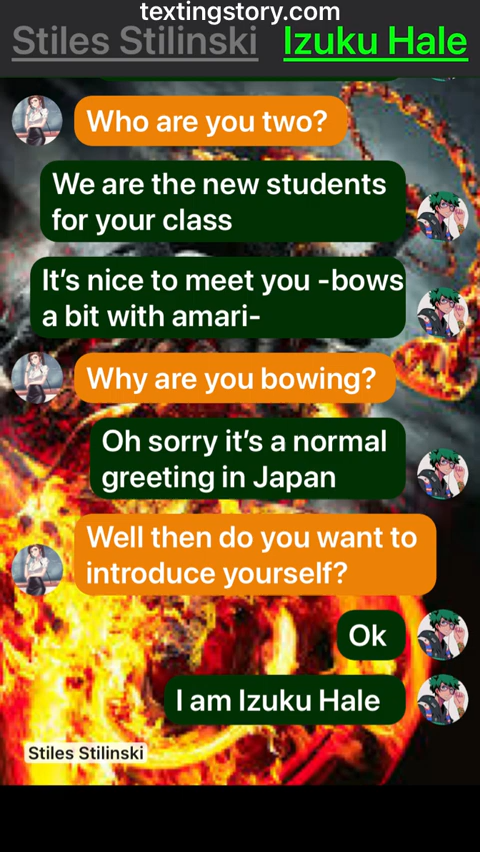 textingstory.com
Stiles Stilinski Izuku Hale
Who are you two?
We are the new students
for your class
It's nice to meet you -bows
a bit with amari-
Why are you bowing?
Oh sorry it's a normal
greeting in Japan
Well then do you want to
introduce yourself?
Ok
I am Izuku Hale
Stiles Stilinski